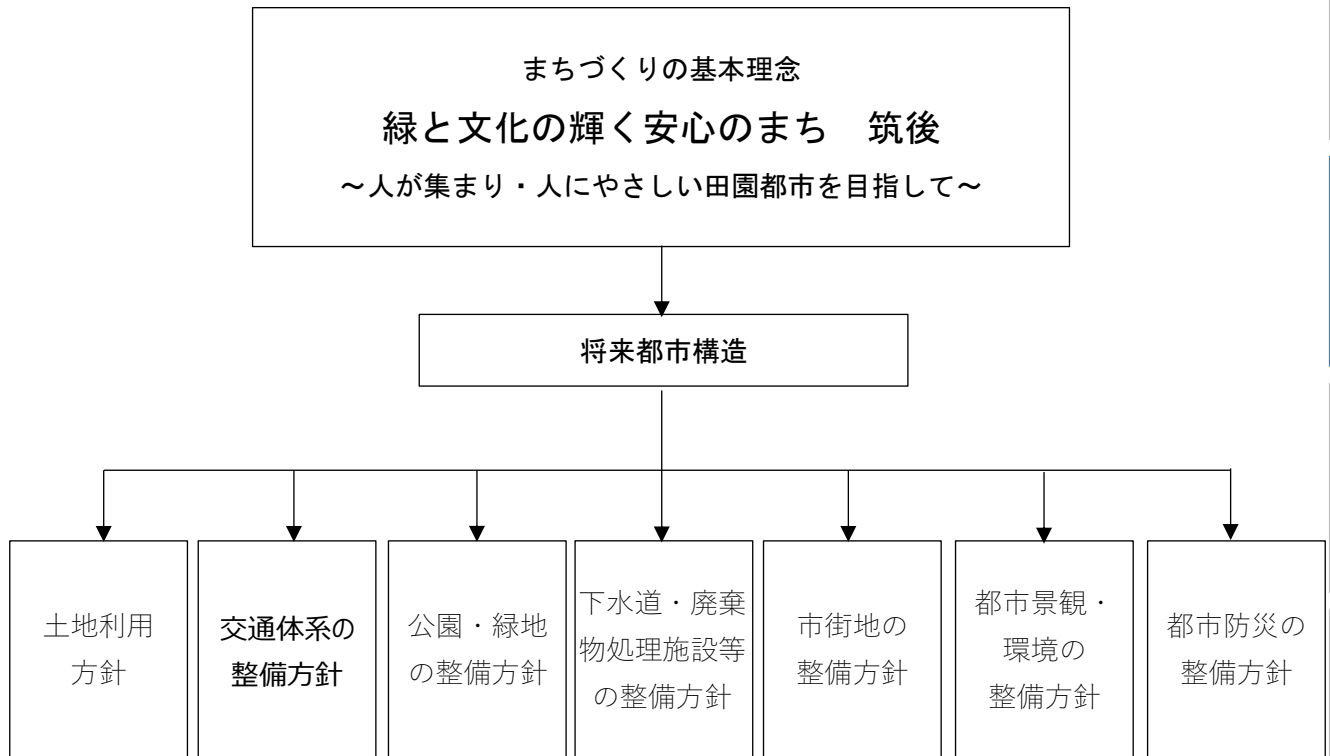 まちづくりの基本理念
緑と文化の輝く安心のまち　筑後
～人が集まり・人にやさしい田園都市を目指して～
将来都市構造
土地利用
方針
交通体系の
整備方針
公園・緑地
の整備方針
下水道・廃棄
物処理施設等
の整備方針
市街地の
整備方針
都市景観・
環境の
整備方針
都市防災の
整備方針